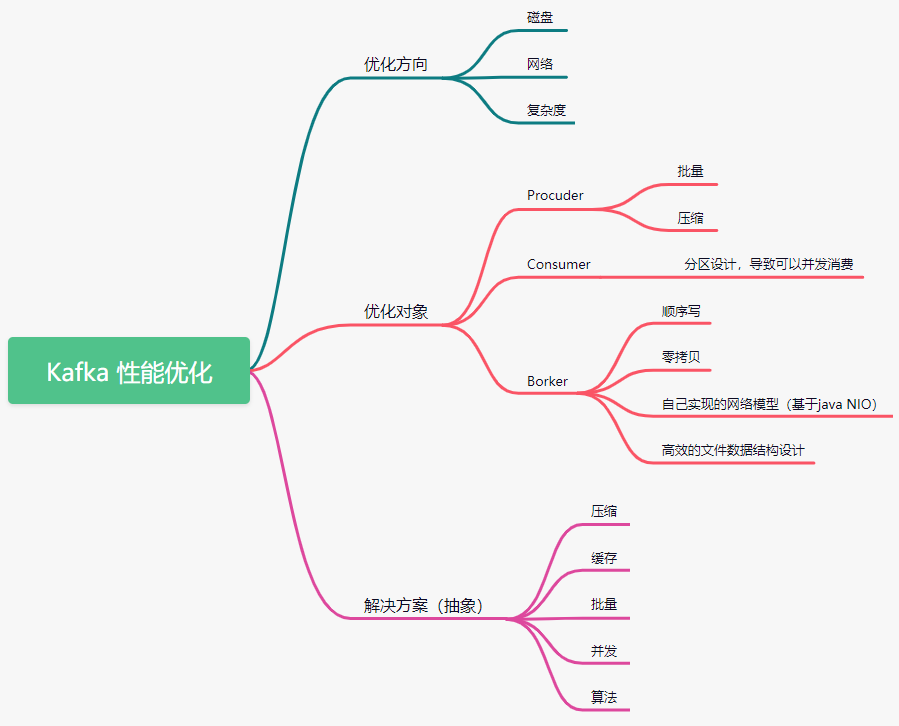 Kafka 性能优化
优化方向
磁盘
网络
复杂度
优化对象
Procuder
批量
压缩
Consumer
分区设计，导致可以并发消费
Borker
顺序写
零拷贝
自己实现的网络模型（基于java NIO）
高效的文件数据结构设计
解决方案（抽象）
压缩
缓存
批量
并发
算法